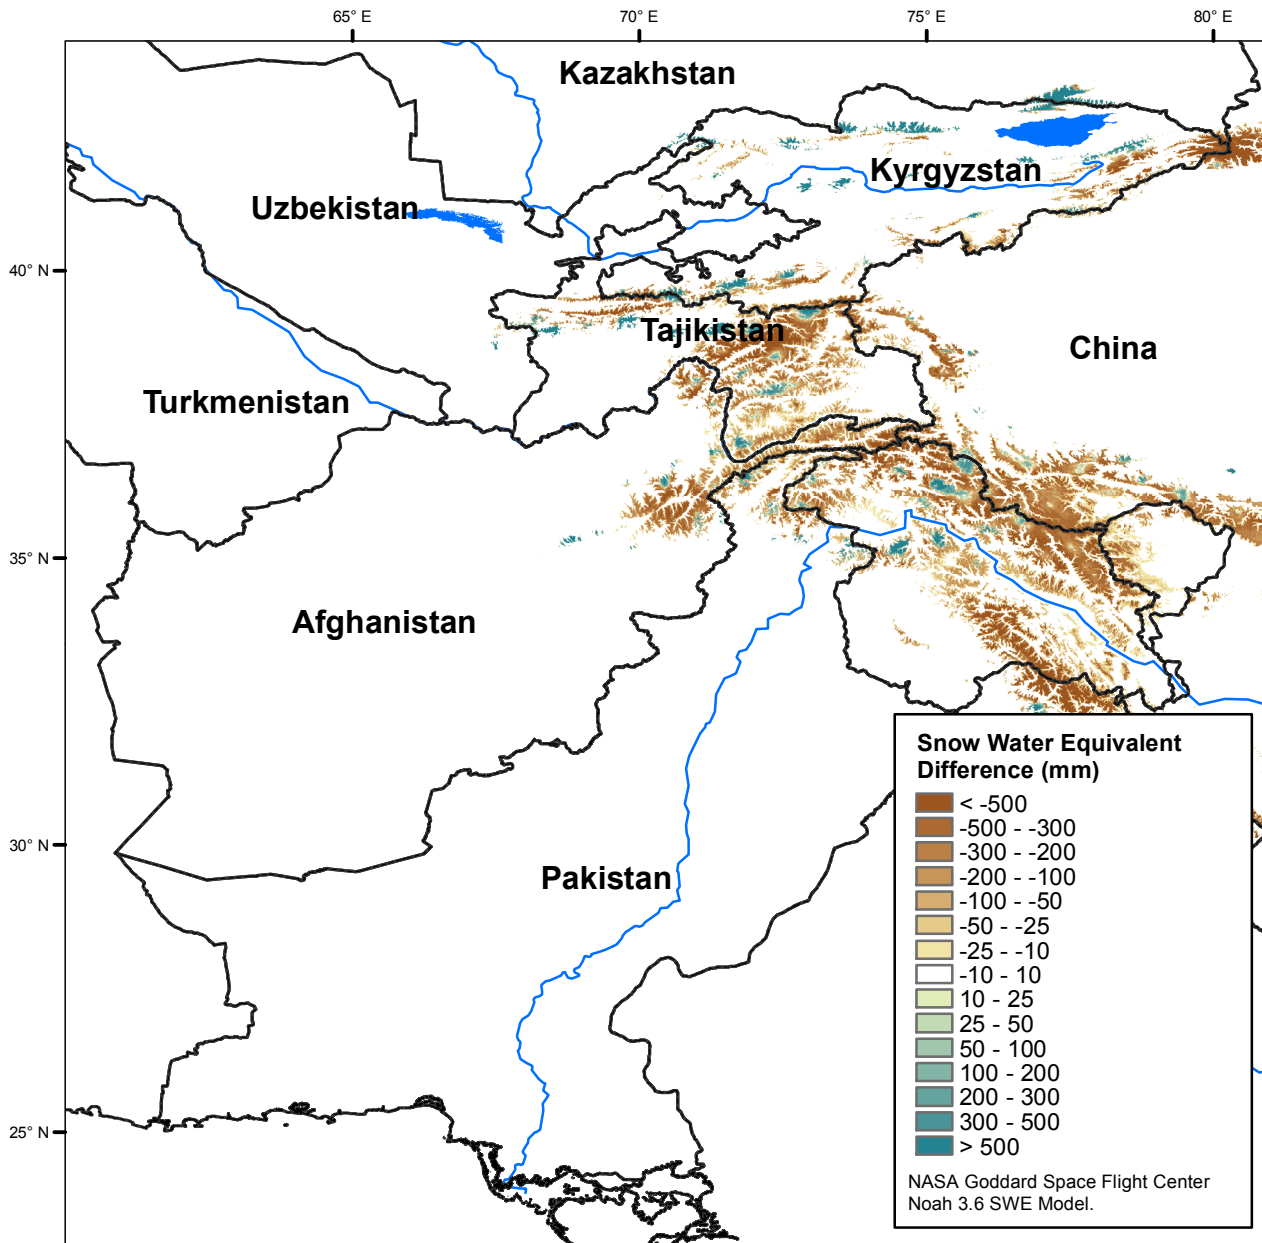 65° E
70° E
75° E
80° E
Kazakhstan
Kyrgyzstan
Uzbekistan
40° N
Tajikistan
China
Turkmenistan
35° N
Afghanistan
30° N
Pakistan
25° N
Snow Water Equivalent
Difference (mm)
< -500
-500 - -300
-300 - -200
-200 - -100
-100 - -50
-50 - -25
-25 - -10
-10 - 10
10 - 25
25 - 50
50 - 100
100 - 200
200 - 300
300 - 500
> 500
NASA Goddard Space Flight Center
Noah 3.6 SWE Model.